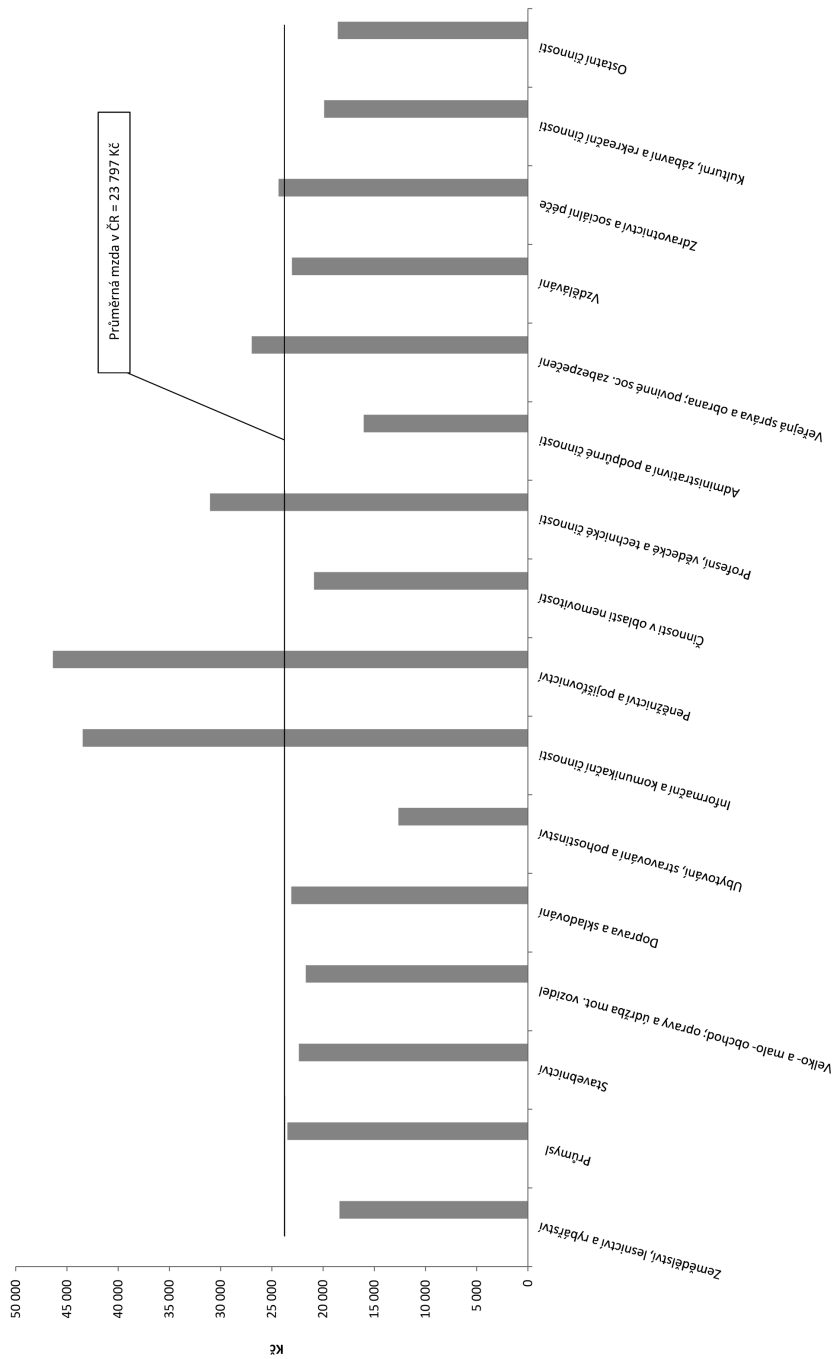 Kč
50 000
45 000
40 000
35 000
30 000
25 000
20 000
15 000
10 000
5 000
0
Průměrná mzda v ČR = 23 797 Kč
Zemědělství, lesnictví a rybářství
Průmysl
Stavebnictví
Velko- a malo- obchod; opravy a údržba mot. vozidel
Doprava a skladování
Ubytování, stravování a pohostinství
Informační a komunikační činnosti
Peněžnictví a pojišťovnictví
Činnosti v oblasti nemovitostí
Profesní, vědecké a technické činnosti
Administrativní a podpůrné činnosti
Veřejná správa a obrana; povinné soc. zabezpečení
Vzdělávání
Zdravotnictví a sociální péče
Kulturní, zábavní a rekreační činnosti
Ostatní činnosti